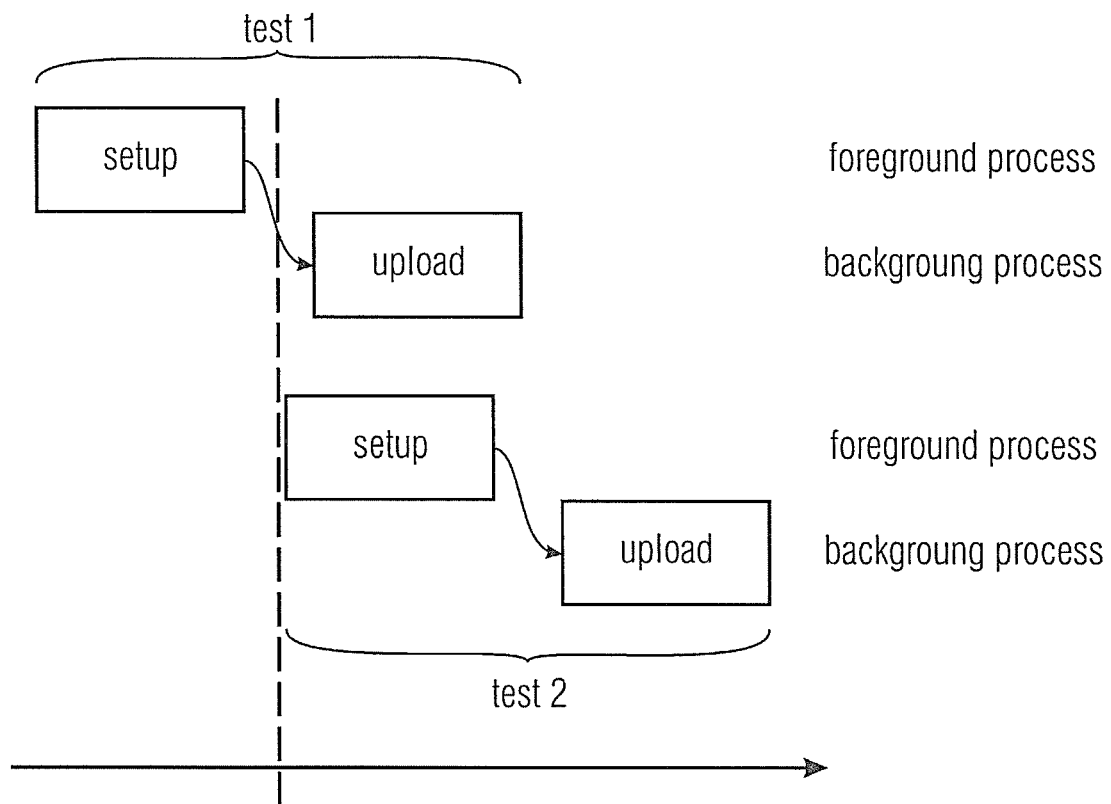 test 1
setup
foreground process
upload
backgroung process
setup
foreground process
upload
backgroung process
test 2